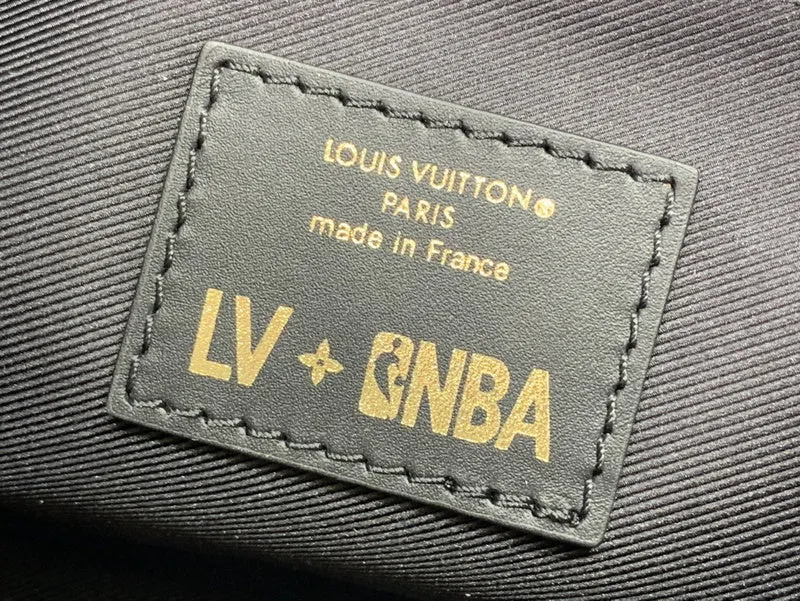 LOUIS VUITTON®
PARIS
made in France
LV + NBA